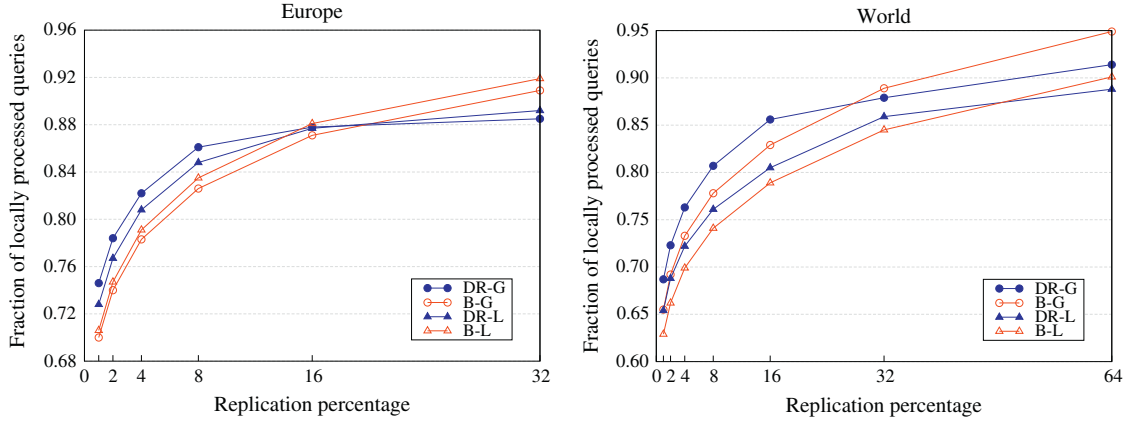 Europe
Fraction of locally processed queries
0.96
0.92
0.88
0.84
0.80
0.76
0.72
0.68
0 2 4 8 16 32
Replication percentage
DR-G
B-G
DR-L
B-L
World
Fraction of locally processed queries
0.95
0.90
0.85
0.80
0.75
0.70
0.65
0.60
0 2 4 8 16 32 64
Replication percentage
DR-G
B-G
DR-L
B-L